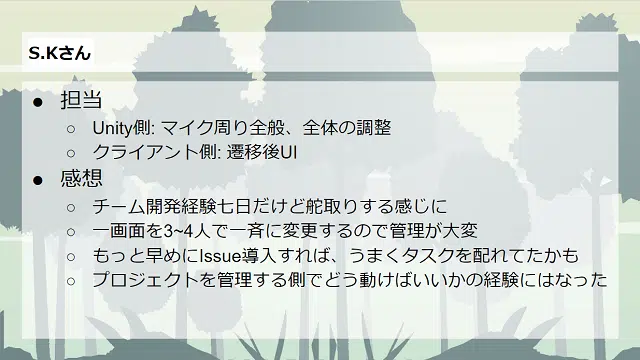 S.Kさん
● 担当
○ Unity側: マイク周り全般、全体の調整
○ クライアント側: 遷移後UI
● 感想
○ チーム開発経験七日だけど舵取りする感じに
○ 一画面を3~4人で一斉に変更するので管理が大変
○ もっと早めにIssue導入すれば、うまくタスクを配れてたかも
○ プロジェクトを管理する側でどう動けばいいかの経験にはなった